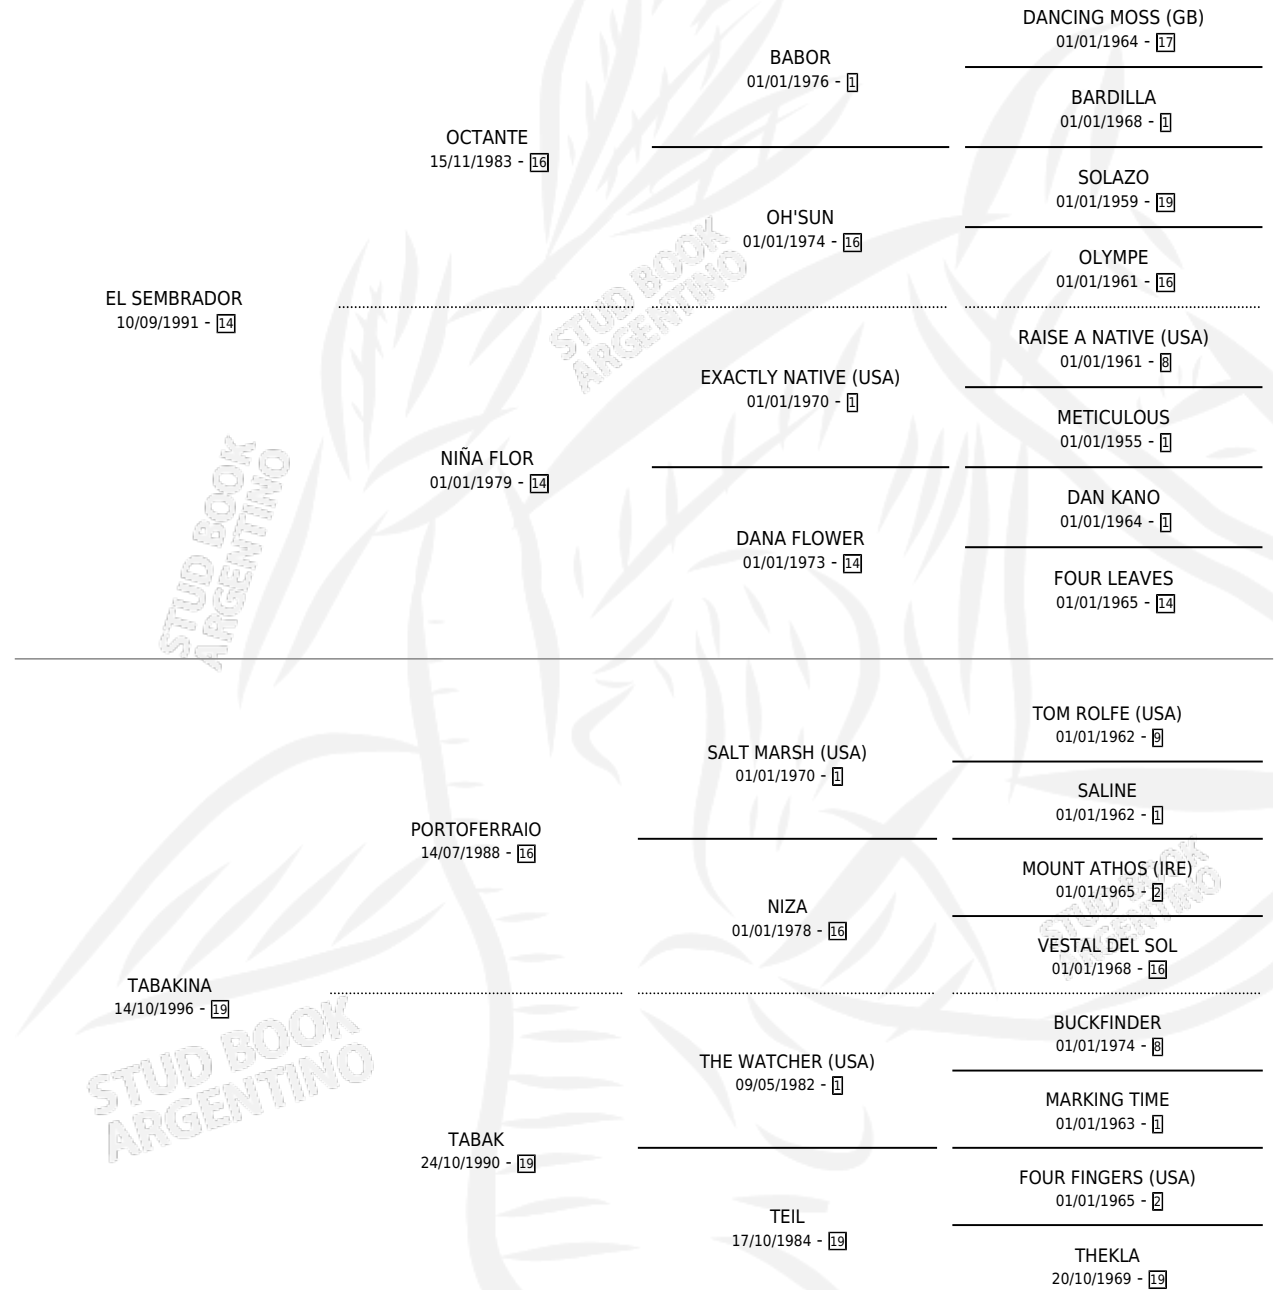 DANCING MOSS (GB)
01/01/1964 - 17
BABOR
01/01/1976 - 1
BARDILLA
01/01/1968 - 1
OCTANTE
15/11/1983 - 16
SOLAZO
01/01/1959 - 19
OH'SUN
01/01/1974 - 16
OLYMPE
01/01/1961 - 16
EL SEMBRADOR
10/09/1991 - 14
RAISE A NATIVE (USA)
01/01/1961 - 8
EXACTLY NATIVE (USA)
01/01/1970 - 1
METICULOUS
01/01/1955 - 1
NIÑA FLOR
01/01/1979 - 14
DAN KANO
01/01/1964 - 1
DANA FLOWER
01/01/1973 - 14
FOUR LEAVES
01/01/1965 - 14
STUD BOOK
ARGENTINO
STUD BOOK
ARGENTINO
TOM ROLFE (USA)
01/01/1962 - 9
SALT MARSH (USA)
01/01/1970 - 1
SALINE
01/01/1962 - 1
PORTOFERRAIO
14/07/1988 - 16
MOUNT ATHOS (IRE)
01/01/1965 - 2
NIZA
01/01/1978 - 16
VESTAL DEL SOL
01/01/1968 - 16
TABAKINA
14/10/1996 - 19
BUCKFINDER
01/01/1974 - 8
THE WATCHER (USA)
09/05/1982 - 1
MARKING TIME
01/01/1963 - 1
TABAK
24/10/1990 - 19
FOUR FINGERS (USA)
01/01/1965 - 2
TEIL
17/10/1984 - 19
THEKLA
20/10/1969 - 19
STUD BOOK
ARGENTINO
STUD BOOK
ARGENTINO